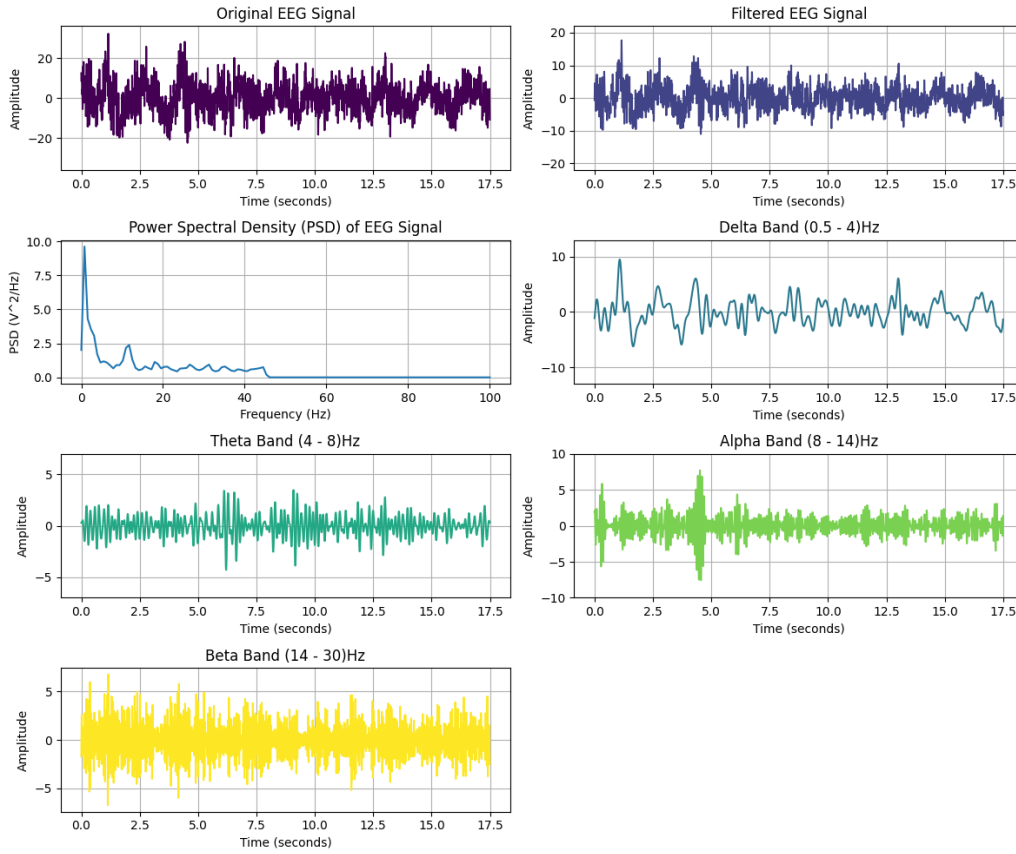 Original EEG Signal
Amplitude
20
0
−20
0.0 2.5 5.0 7.5 10.0 12.5 15.0 17.5
Time (seconds)
Filtered EEG Signal
Amplitude
20
10
0
−10
−20
0.0 2.5 5.0 7.5 10.0 12.5 15.0 17.5
Time (seconds)
Power Spectral Density (PSD) of EEG Signal
PSD (V^2/Hz)
10.0
7.5
5.0
2.5
0.0
0 20 40 60 80 100
Frequency (Hz)
Delta Band (0.5 - 4)Hz
Amplitude
10
0
−10
0.0 2.5 5.0 7.5 10.0 12.5 15.0 17.5
Time (seconds)
Theta Band (4 - 8)Hz
Amplitude
5
0
−5
0.0 2.5 5.0 7.5 10.0 12.5 15.0 17.5
Time (seconds)
Alpha Band (8 - 14)Hz
Amplitude
10
5
0
−5
−10
0.0 2.5 5.0 7.5 10.0 12.5 15.0 17.5
Time (seconds)
Beta Band (14 - 30)Hz
Amplitude
5
0
−5
0.0 2.5 5.0 7.5 10.0 12.5 15.0 17.5
Time (seconds)